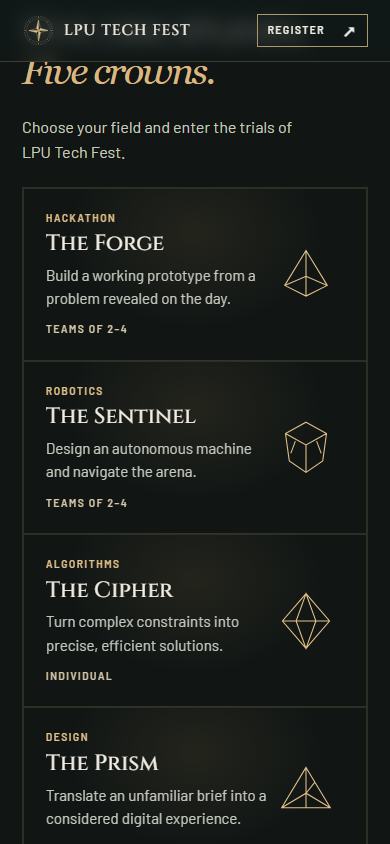 LPU TECH FEST
REGISTER ↗
Five crowns.
Choose your field and enter the trials of
LPU Tech Fest.
HACKATHON
The Forge
Build a working prototype from a
problem revealed on the day.
TEAMS OF 2–4
ROBOTICS
The Sentinel
Design an autonomous machine
and navigate the arena.
TEAMS OF 2–4
ALGORITHMS
The Cipher
Turn complex constraints into
precise, efficient solutions.
INDIVIDUAL
DESIGN
The Prism
Translate an unfamiliar brief into a
considered digital experience.